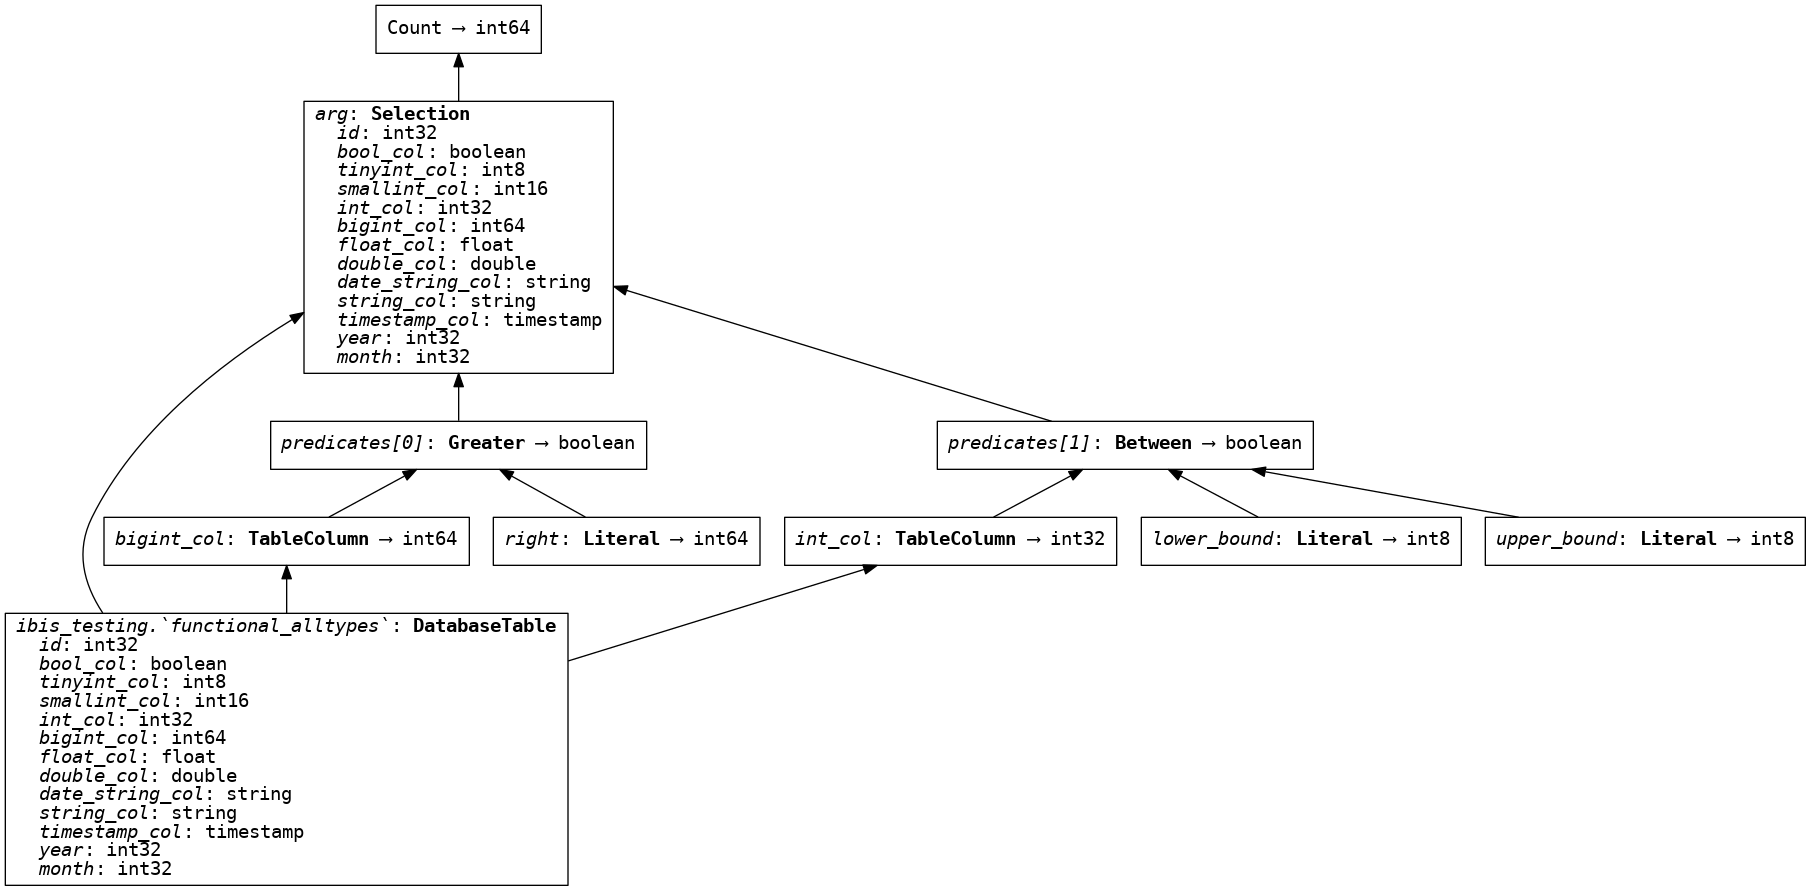 Count → int64
arg: Selection
id: int32
bool_col: boolean
tinyint_col: int8
smallint_col: int16
int_col: int32
bigint_col: int64
float_col: float
double_col: double
date_string_col: string
string_col: string
timestamp_col: timestamp
year: int32
month: int32
predicates[0]: Greater → boolean
predicates[1]: Between → boolean
bigint_col: TableColumn → int64
right: Literal → int64
int_col: TableColumn → int32
lower_bound: Literal → int8
upper_bound: Literal → int8
ibis_testing.`functional_alltypes`: DatabaseTable
id: int32
bool_col: boolean
tinyint_col: int8
smallint_col: int16
int_col: int32
bigint_col: int64
float_col: float
double_col: double
date_string_col: string
string_col: string
timestamp_col: timestamp
year: int32
month: int32